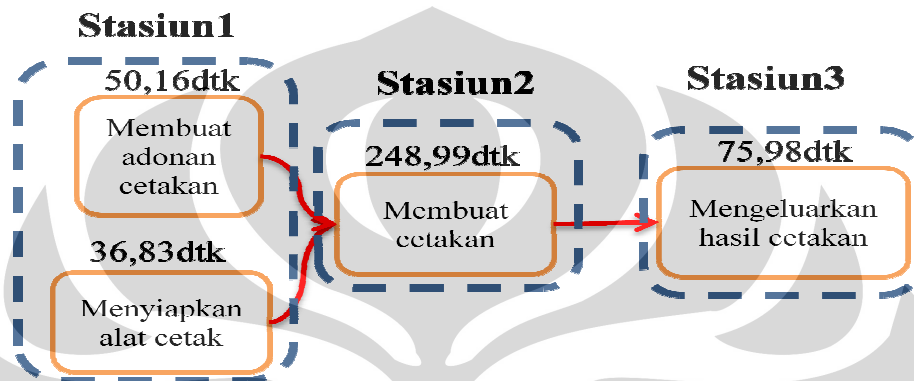 Stasiun1
50,16dtk
Membuat
adonan
cetakan
36,83dtk
Menyiapkan
alat cetak
Stasiun2
248,99dtk
Membuat
cetakan
Stasiun3
75,98dtk
Mengeluarkan
hasil cetakan